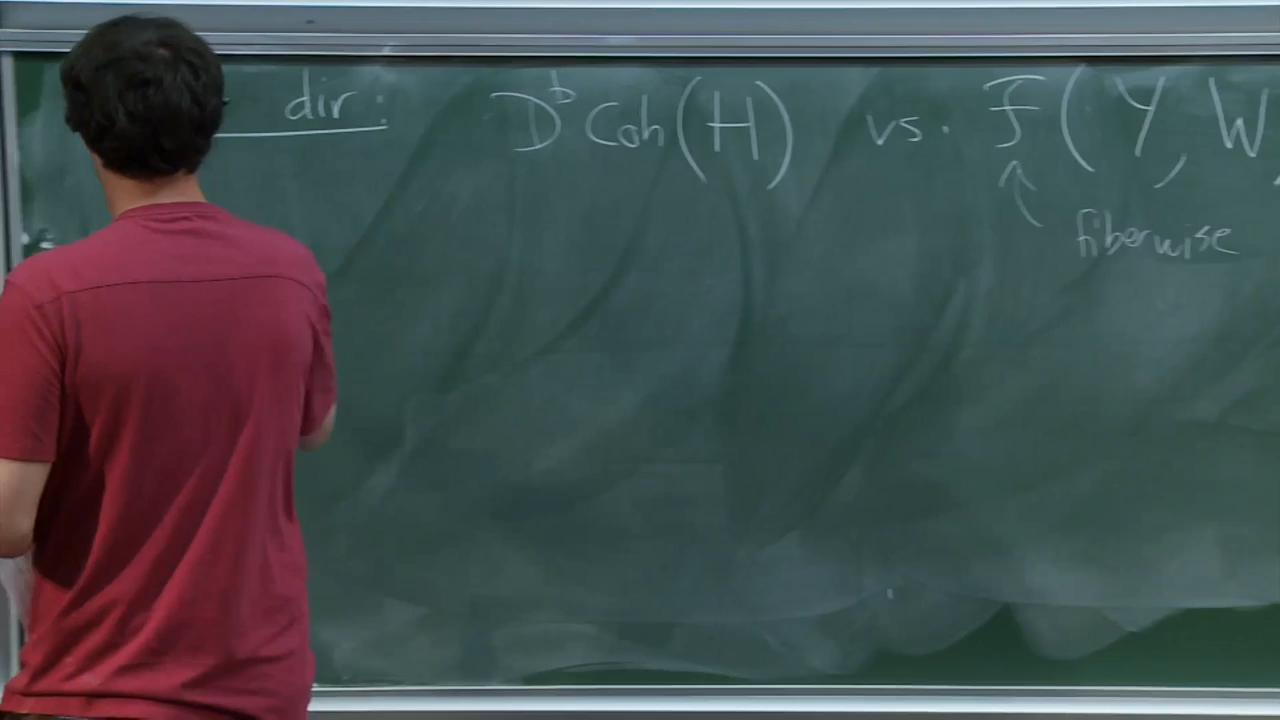 dir: D^b Coh(H) vs. F(Y, W,
fiberwise